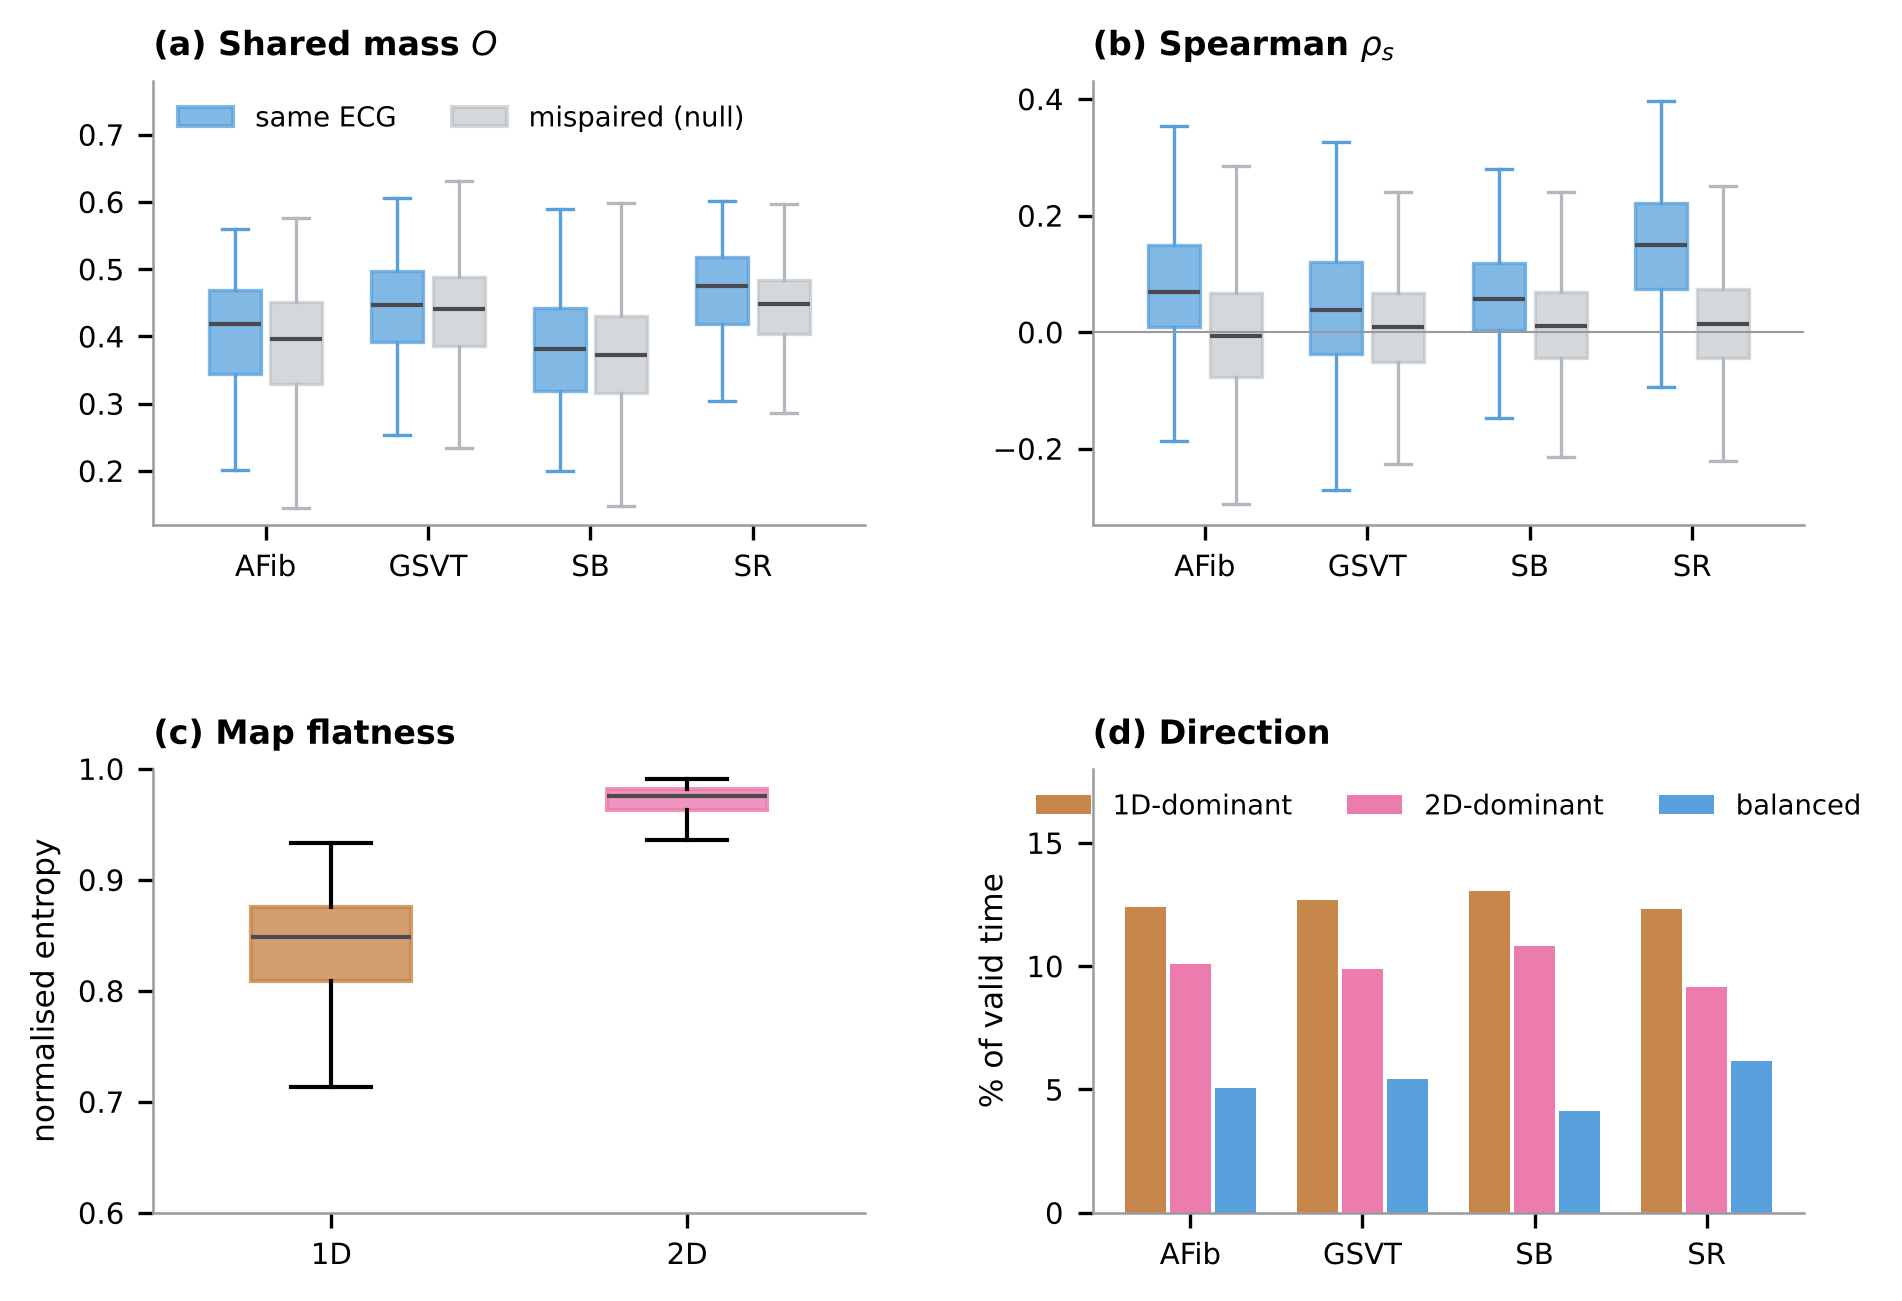 (a) Shared mass O
same ECG
mispaired (null)
0.7
0.6
0.5
0.4
0.3
0.2
AFib
GSVT
SB
SR
(b) Spearman ρs
0.4
0.2
0.0
−0.2
AFib
GSVT
SB
SR
(c) Map flatness
normalised entropy
1.0
0.9
0.8
0.7
0.6
1D
2D
(d) Direction
1D-dominant
2D-dominant
balanced
% of valid time
15
10
5
0
AFib
GSVT
SB
SR